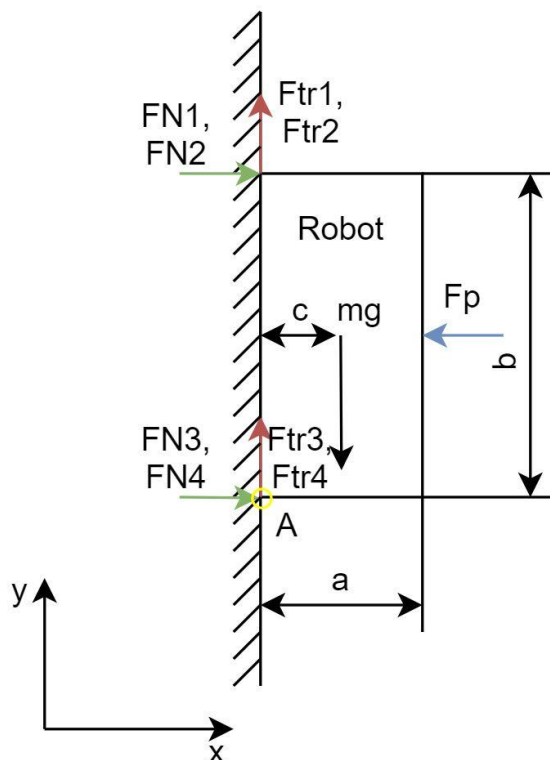 Ftr1,
Ftr2
FN1,
FN2
Robot
c
mg
Fp
b
FN3,
FN4
Ftr3,
Ftr4
A
a
y
x